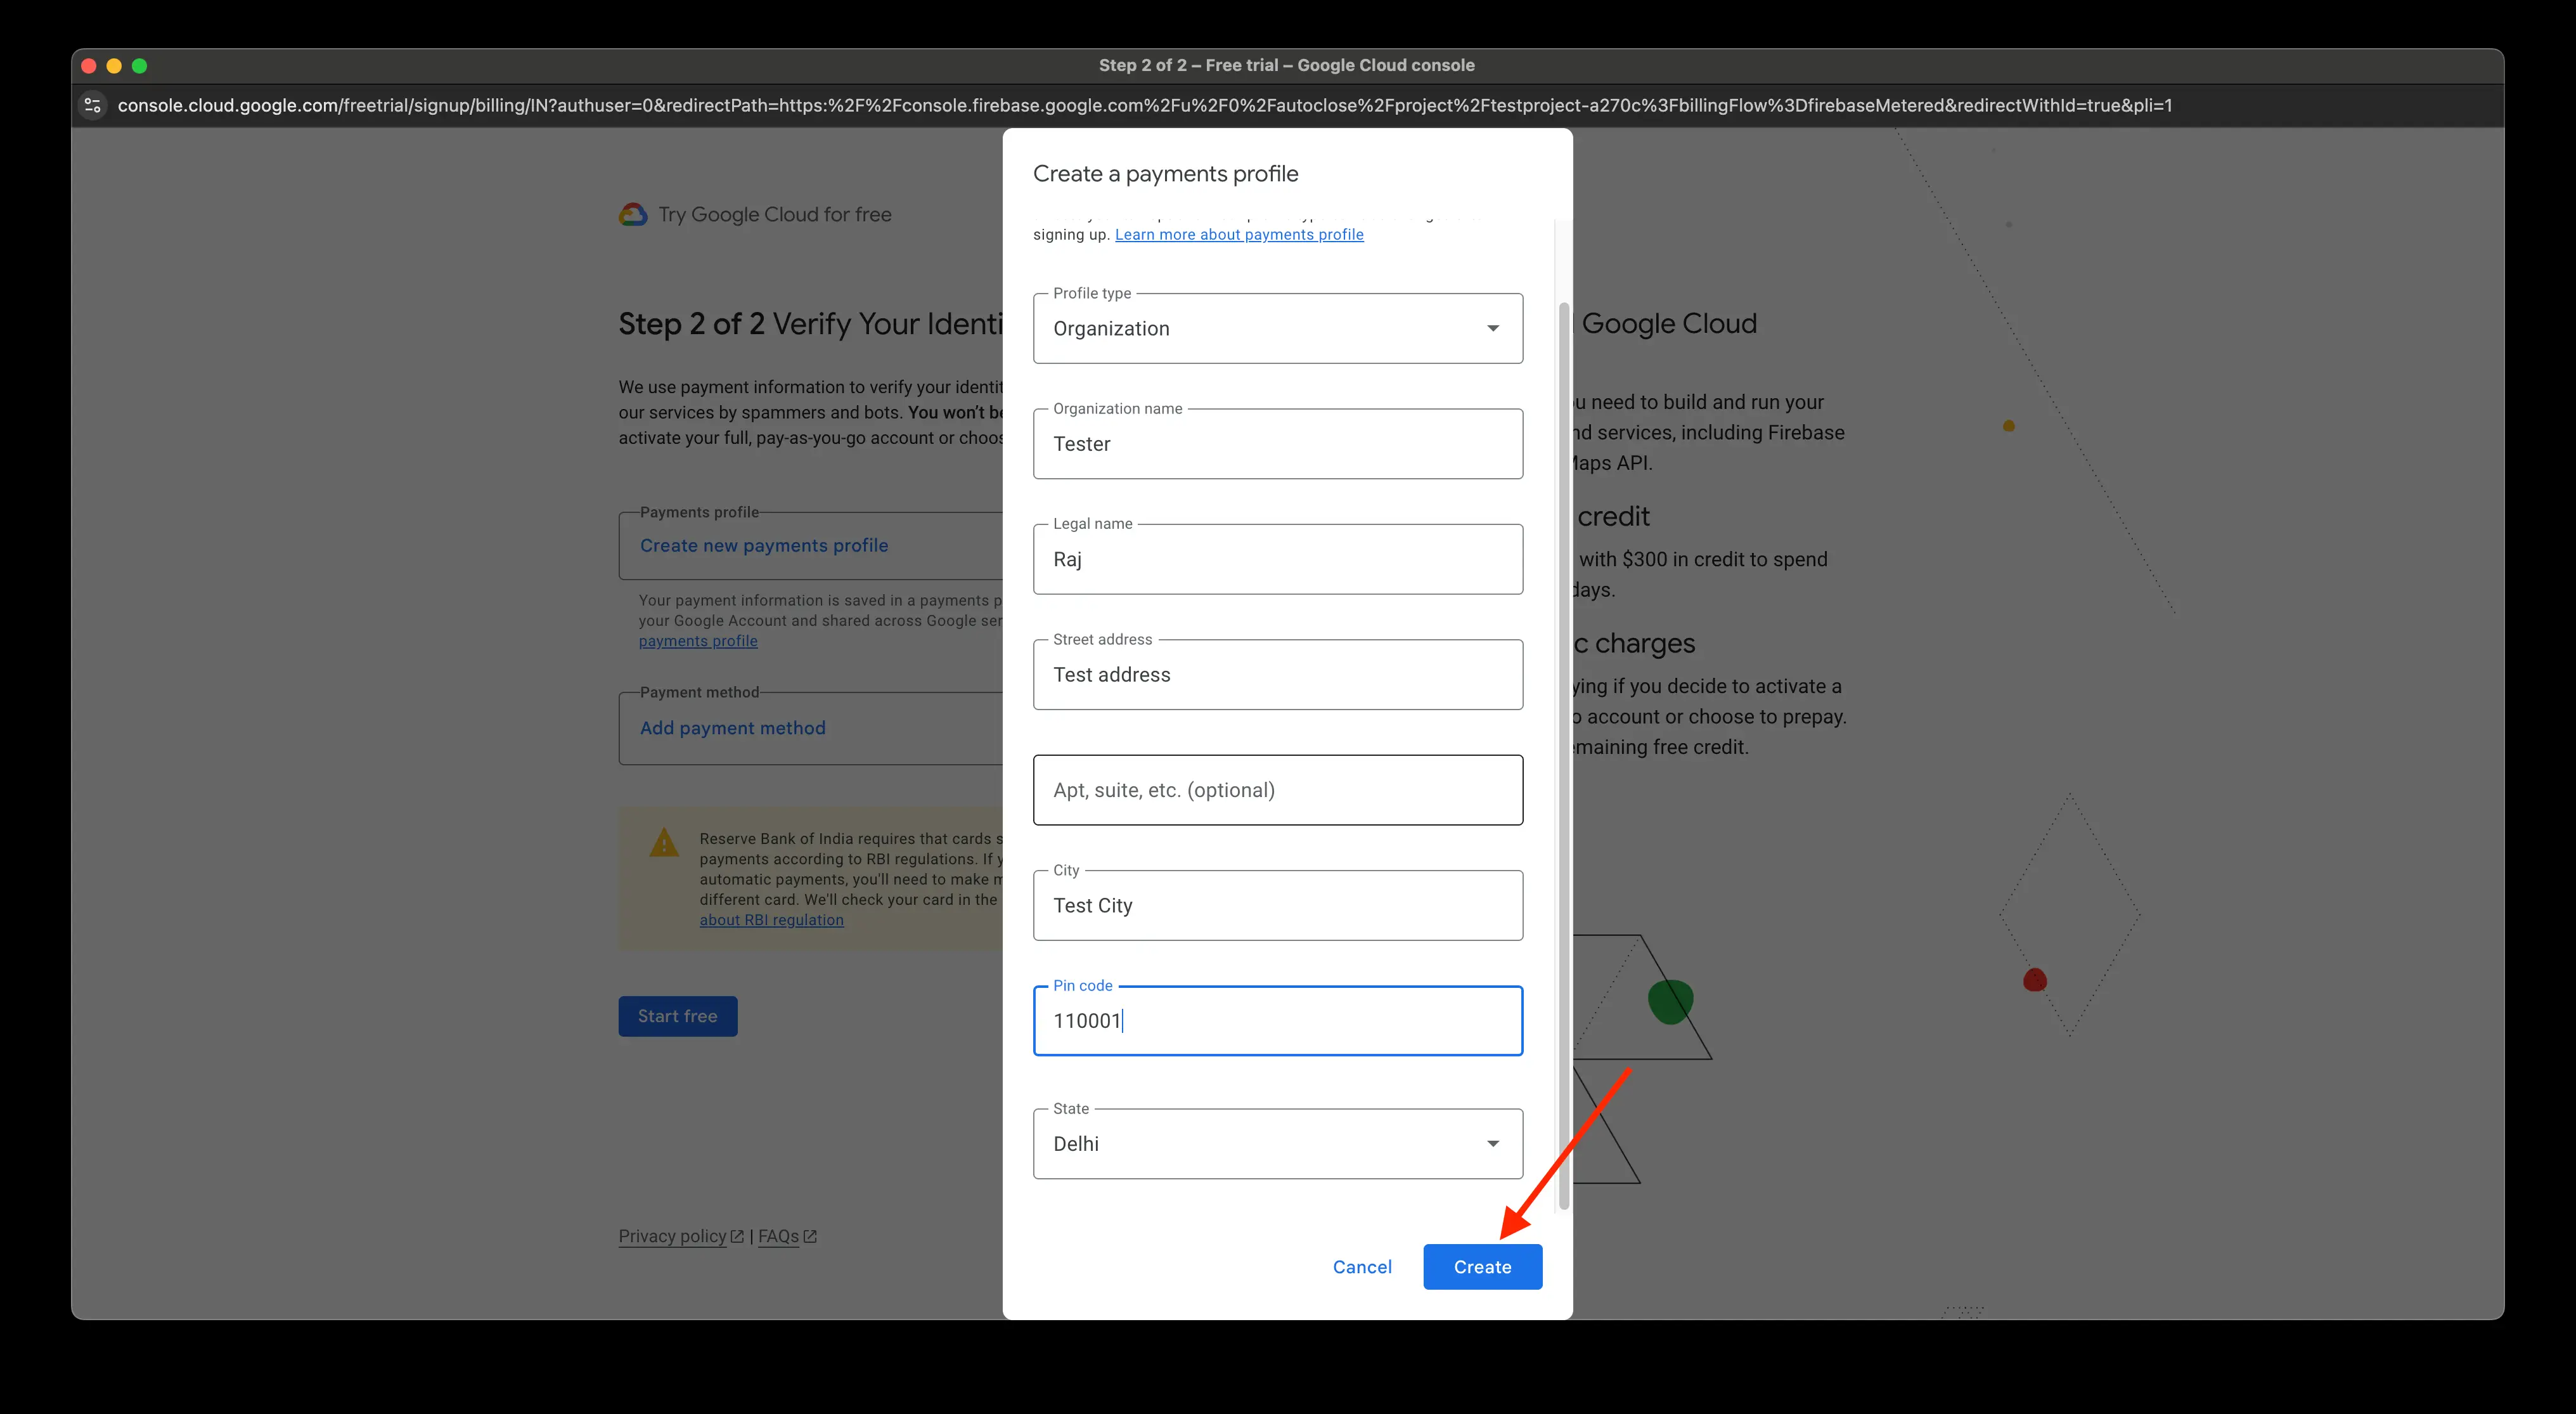 Step 2 of 2 – Free trial – Google Cloud console
console.cloud.google.com/freetrial/signup/billing/IN?authuser=0&redirectPath=https:%2F%2Fconsole.firebase.google.com%2Fu%2F0%2Fautoclose%2Fproject%2Ftestproject-a270c%3FbillingFlow%3DfirebaseMetered&redirectWithId=true&pli=1
Try Google Cloud for free
Step 2 of 2 Verify Your Identi
We use payment information to verify your identit
our services by spammers and bots. You won't be
activate your full, pay-as-you-go account or choos
Payments profile
Create new payments profile
Your payment information is saved in a payments p
your Google Account and shared across Google ser
payments profile
Payment method
Add payment method
Reserve Bank of India requires that cards s
payments according to RBI regulations. If y
automatic payments, you'll need to make m
different card. We'll check your card in the
about RBI regulation
Start free
Privacy policy | FAQs
Create a payments profile
signing up. Learn more about payments profile
Profile type
Organization
Organization name
Tester
Legal name
Raj
Street address
Test address
Apt, suite, etc. (optional)
City
Test City
Pin code
110001
State
Delhi
Cancel
Create
Google Cloud
u need to build and run your
nd services, including Firebase
Maps API.
credit
with $300 in credit to spend
days.
c charges
ying if you decide to activate a
o account or choose to prepay.
emaining free credit.